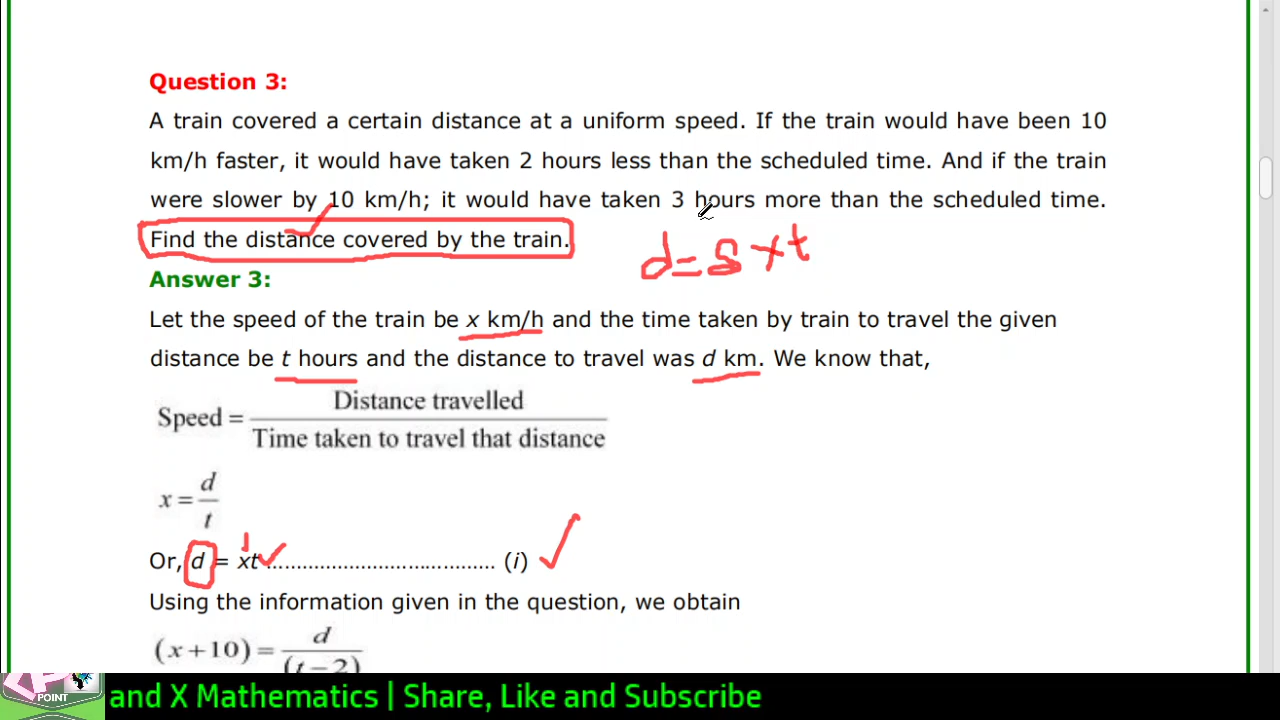 Question 3:
A train covered a certain distance at a uniform speed. If the train would have been 10
km/h faster, it would have taken 2 hours less than the scheduled time. And if the train
were slower by 10 km/h; it would have taken 3 hours more than the scheduled time.
Find the distance covered by the train.
d=s×t
Answer 3:
Let the speed of the train be x km/h and the time taken by train to travel the given
distance be t hours and the distance to travel was d km. We know that,
Speed = Distance travelled / Time taken to travel that distance
x = d / t
Or, d = xt ........................................ (i)
Using the information given in the question, we obtain
(x+10) = d / (t−2)
POINT
and X Mathematics | Share, Like and Subscribe